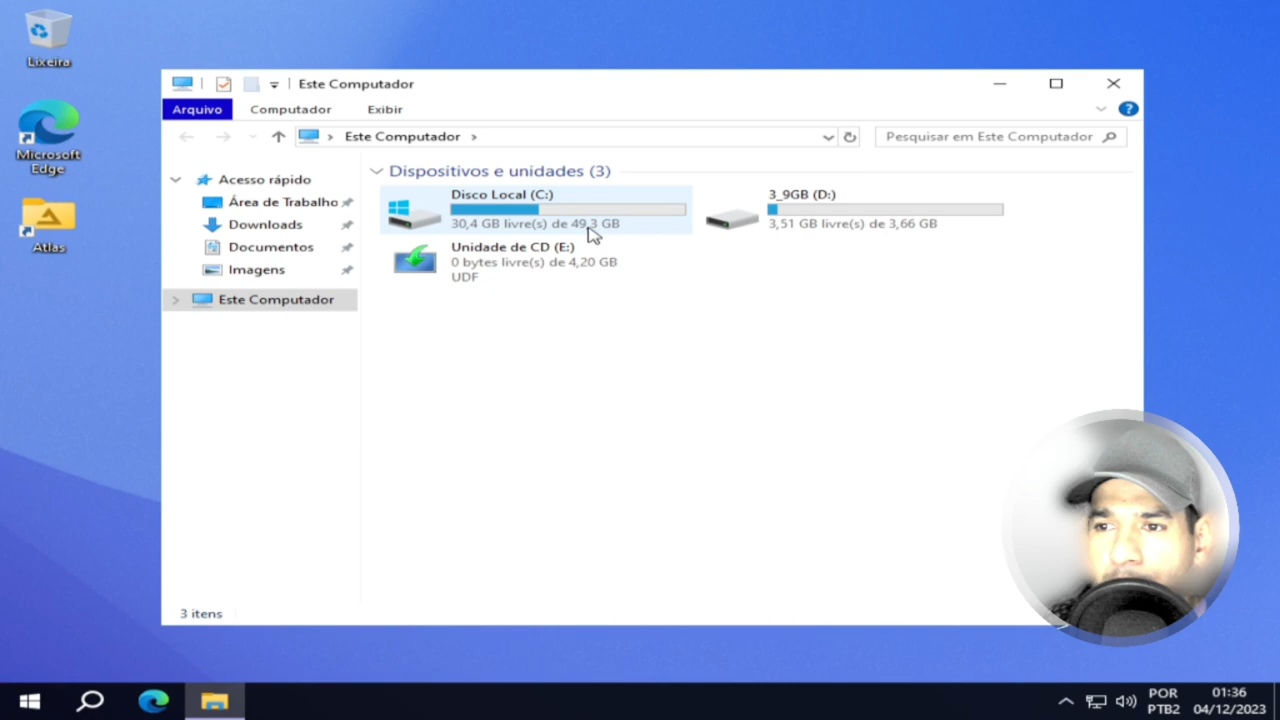 Lixeira
Microsoft
Edge
Atlas
Este Computador
Arquivo
Computador
Exibir
?
Este Computador
Pesquisar em Este Computador
Acesso rápido
Área de Trabalho
Downloads
Documentos
Imagens
Este Computador
Dispositivos e unidades (3)
Disco Local (C:)
30,4 GB livre(s) de 49,3 GB
3_9GB (D:)
3,51 GB livre(s) de 3,66 GB
Unidade de CD (E:)
0 bytes livre(s) de 4,20 GB
UDF
3 itens
POR
PTB2
01:36
04/12/2023